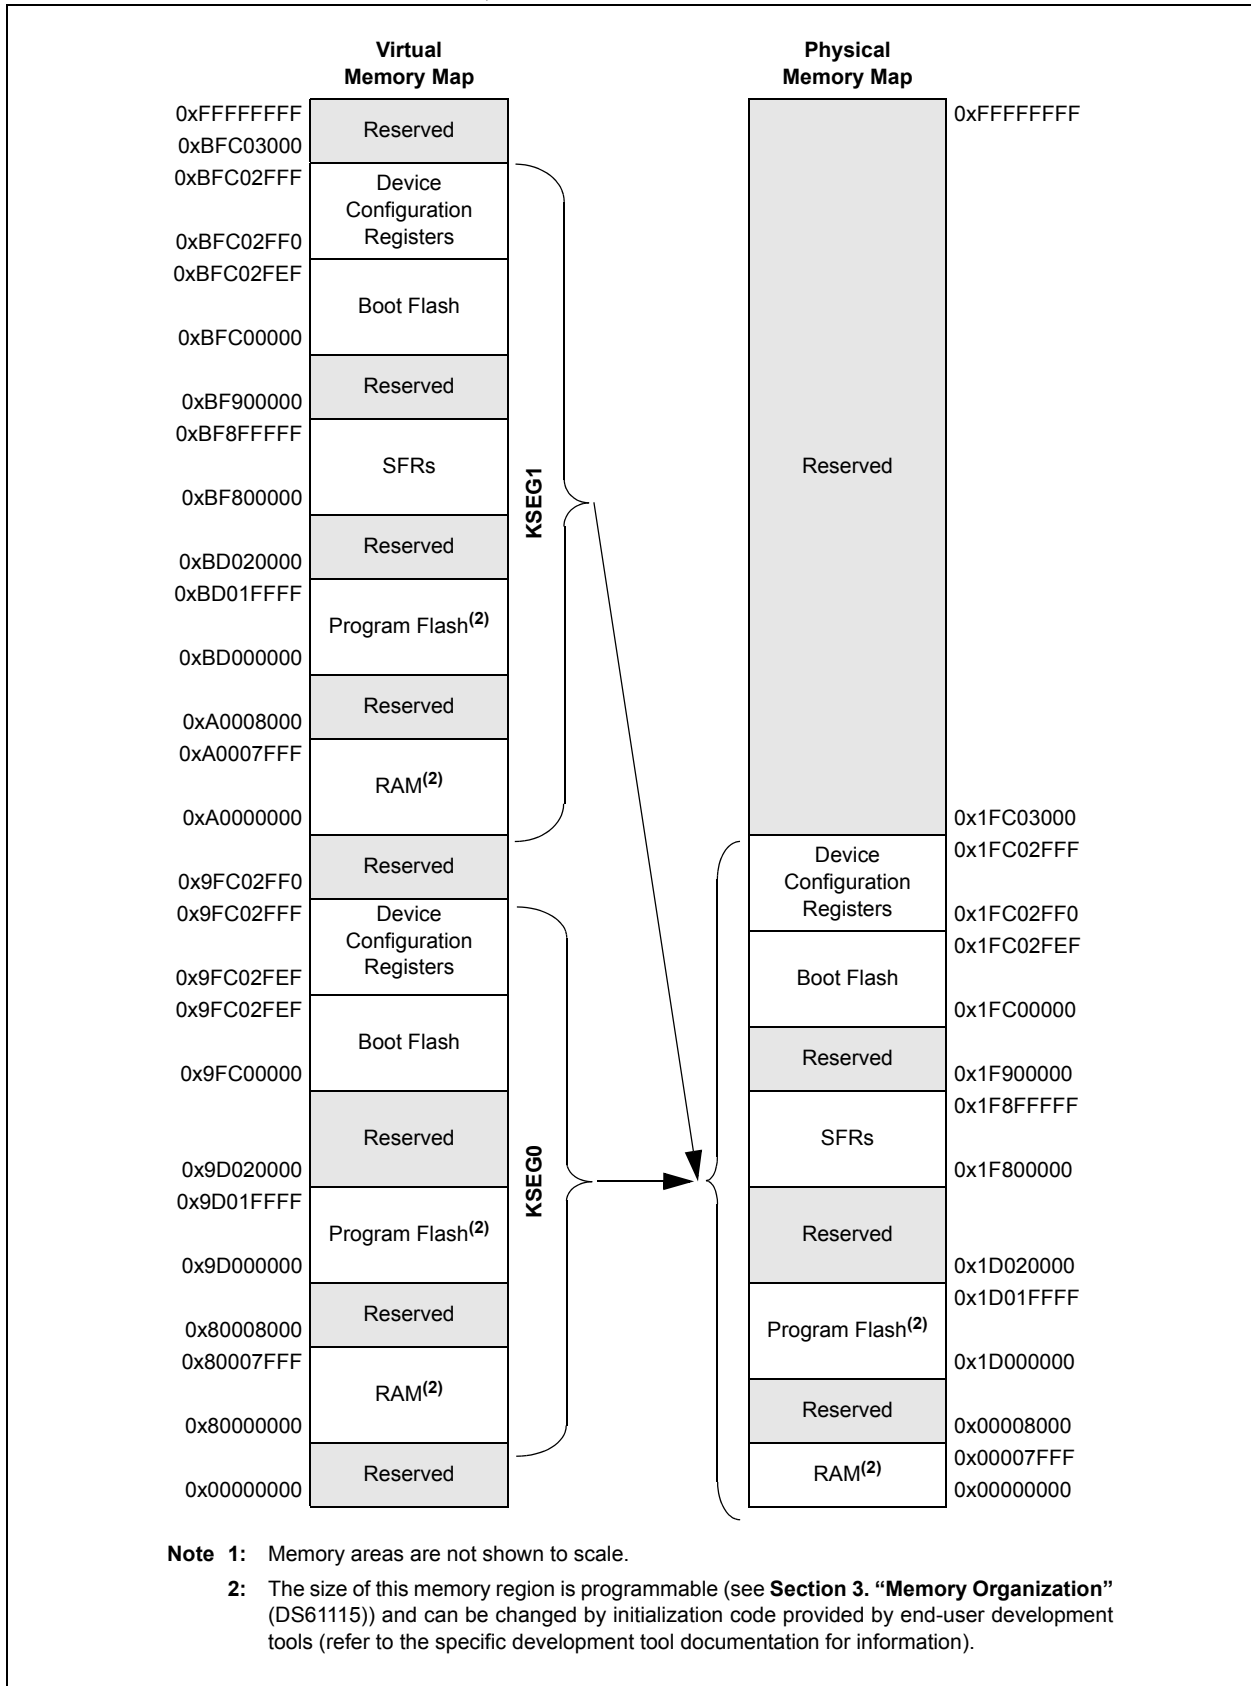 Virtual
Memory Map
0xFFFFFFFF
Reserved
0xBFC03000
0xBFC02FFF
Device
Configuration
Registers
0xBFC02FF0
0xBFC02FEF
Boot Flash
0xBFC00000
Reserved
0xBF900000
0xBF8FFFFF
SFRs
0xBF800000
Reserved
0xBD020000
0xBD01FFFF
Program Flash(2)
0xBD000000
Reserved
0xA0008000
0xA0007FFF
RAM(2)
0xA0000000
Reserved
0x9FC02FF0
0x9FC02FFF
Device
Configuration
Registers
0x9FC02FEF
0x9FC02FEF
Boot Flash
0x9FC00000
Reserved
0x9D020000
0x9D01FFFF
Program Flash(2)
0x9D000000
Reserved
0x80008000
0x80007FFF
RAM(2)
0x80000000
Reserved
0x00000000
KSEG1
KSEG0
Physical
Memory Map
0xFFFFFFFF
Reserved
0x1FC03000
0x1FC02FFF
Device
Configuration
Registers
0x1FC02FF0
0x1FC02FEF
Boot Flash
0x1FC00000
Reserved
0x1F900000
0x1F8FFFFF
SFRs
0x1F800000
Reserved
0x1D020000
0x1D01FFFF
Program Flash(2)
0x1D000000
Reserved
0x00008000
0x00007FFF
RAM(2)
0x00000000
Note 1: Memory areas are not shown to scale.
2: The size of this memory region is programmable (see Section 3. “Memory Organization”
(DS61115)) and can be changed by initialization code provided by end-user development
tools (refer to the specific development tool documentation for information).